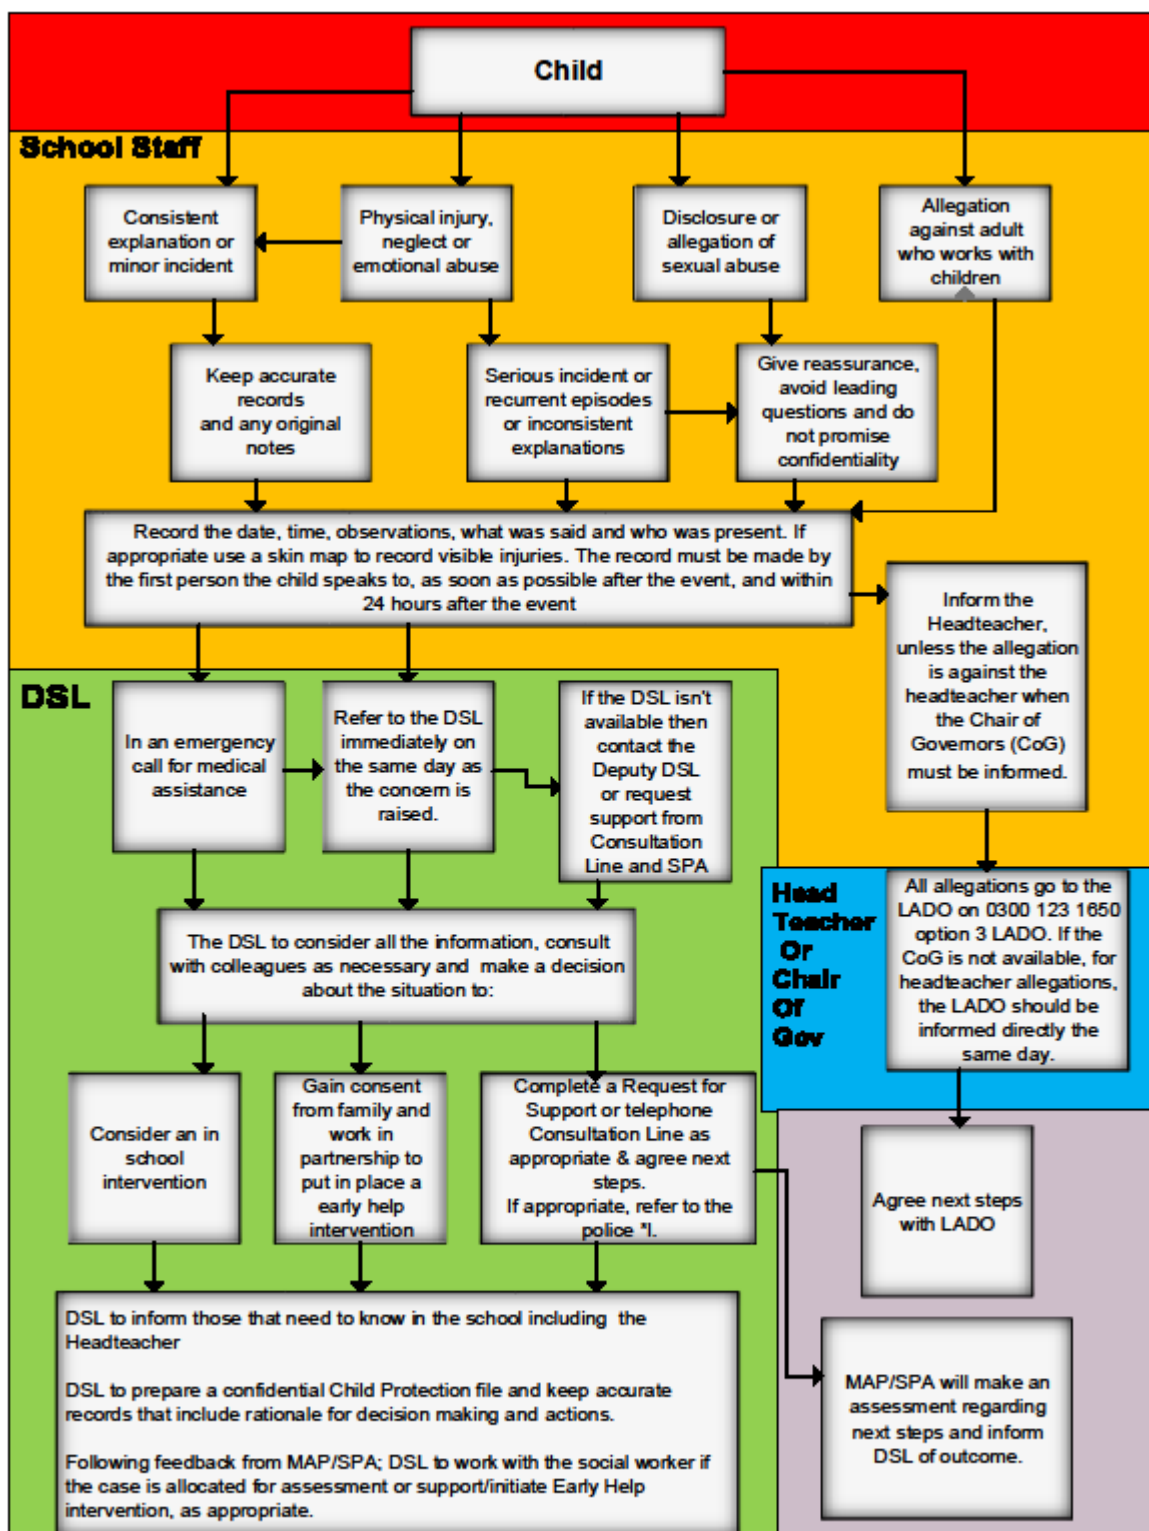 Child
School Staff
Consistent
explanation or
minor incident
Physical injury,
neglect or
emotional abuse
Disclosure or
allegation of
sexual abuse
Allegation
against adult
who works with
children
Keep accurate
records
and any original
notes
Serious incident or
recurrent episodes
or inconsistent
explanations
Give reassurance,
avoid leading
questions and do
not promise
confidentiality
Record the date, time, observations, what was said and who was present. If
appropriate use a skin map to record visible injuries. The record must be made by
the first person the child speaks to, as soon as possible after the event, and within
24 hours after the event
Inform the
Headteacher,
unless the allegation
is against the
headteacher when
the Chair of
Governors (CoG)
must be informed.
DSL
In an emergency
call for medical
assistance
Refer to the DSL
immediately on
the same day as
the concern is
raised.
If the DSL isn't
available then
contact the
Deputy DSL
or request
support from
Consultation
Line and SPA
Head
Teacher
Or
Chair
Of
Gov
All allegations go to the
LADO on 0300 123 1650
option 3 LADO. If the
CoG is not available, for
headteacher allegations,
the LADO should be
informed directly the
same day.
The DSL to consider all the information, consult
with colleagues as necessary and make a decision
about the situation to:
Consider an in
school
intervention
Gain consent
from family and
work in
partnership to
put in place a
early help
intervention
Complete a Request for
Support or telephone
Consultation Line as
appropriate & agree next
steps.
If appropriate, refer to the
police *l.
Agree next steps
with LADO
DSL to inform those that need to know in the school including the
Headteacher
DSL to prepare a confidential Child Protection file and keep accurate
records that include rationale for decision making and actions.
Following feedback from MAP/SPA; DSL to work with the social worker if
the case is allocated for assessment or support/initiate Early Help
intervention, as appropriate.
MAP/SPA will make an
assessment regarding
next steps and inform
DSL of outcome.